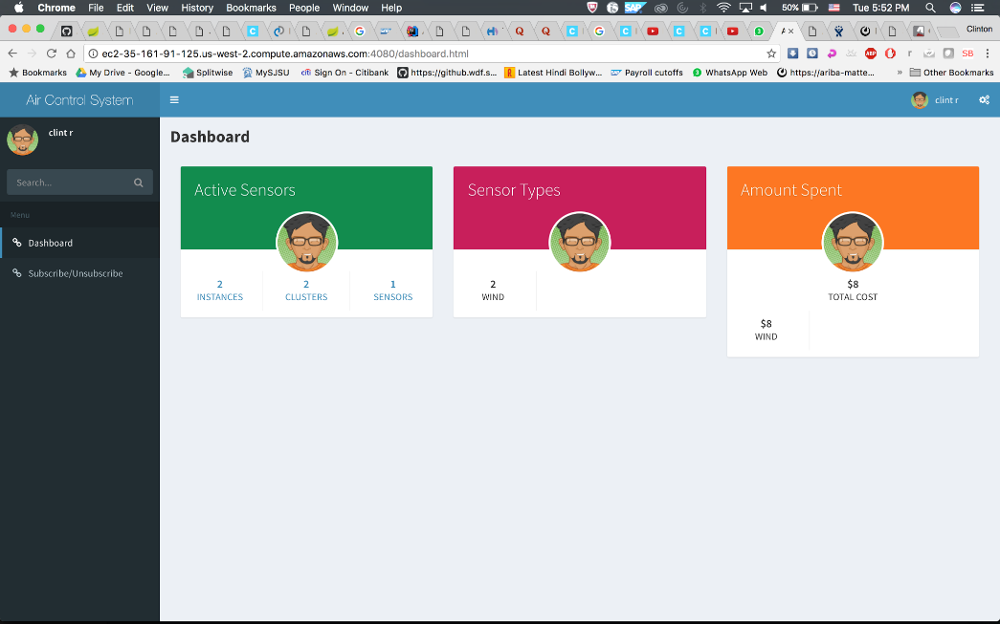 Chrome File Edit View History Bookmarks People Window Help
SAP 50% Tue 5:52 PM
Clinton
ec2-35-161-91-125.us-west-2.compute.amazonaws.com:4080/dashboard.html
ABP SB
Bookmarks My Drive - Google... Splitwise MySJSU Sign On - Citibank https://github.wdf.s... Latest Hindi Bollyw... Payroll cutoffs WhatsApp Web https://ariba-matte... » Other Bookmarks
Air Control System
clint r
clint r
Search...
Menu
Dashboard
Subscribe/Unsubscribe
Dashboard
Active Sensors
2 2 1
INSTANCES CLUSTERS SENSORS
Sensor Types
2
WIND
Amount Spent
$8
TOTAL COST
$8
WIND